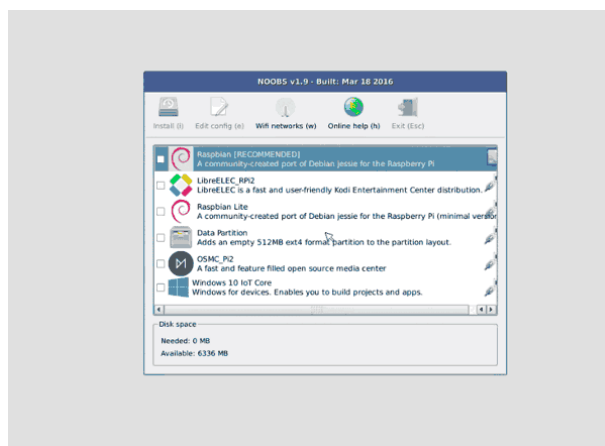 NOOBS v1.9 - Built: Mar 18 2016
Install (i) Edit config (e) Wifi networks (w) Online help (h) Exit (Esc)
Raspbian [RECOMMENDED]
A community-created port of Debian jessie for the Raspberry Pi
LibreELEC_RPi2
LibreELEC is a fast and user-friendly Kodi Entertainment Center distribution.
Raspbian Lite
A community-created port of Debian jessie for the Raspberry Pi (minimal version
Data Partition
Adds an empty 512MB ext4 format partition to the partition layout.
OSMC_Pi2
A fast and feature filled open source media center
Windows 10 IoT Core
Windows for devices. Enables you to build projects and apps.
Disk space
Needed: 0 MB
Available: 6336 MB